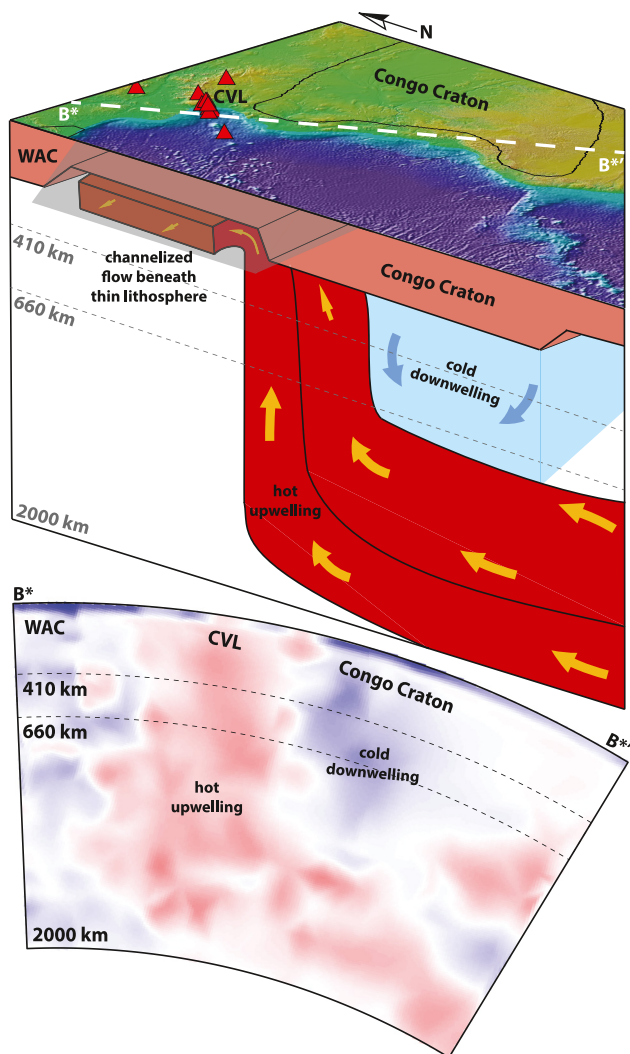 N
Congo Craton
CVL
B*
B*'
WAC
410 km
channelized
flow beneath
thin lithosphere
Congo Craton
660 km
cold
downwelling
hot
upwelling
2000 km
B*
WAC
CVL
Congo Craton
410 km
B*'
660 km
cold
downwelling
hot
upwelling
2000 km